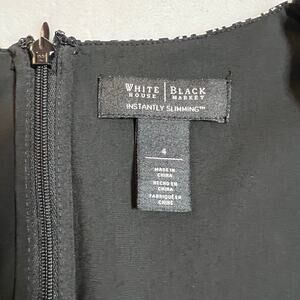 WHITE | BLACK
HOUSE | MARKET
INSTANTLY SLIMMING™
4
MADE IN
CHINA
HECHO EN
CHINA
FABRIQUÉ EN
CHINE